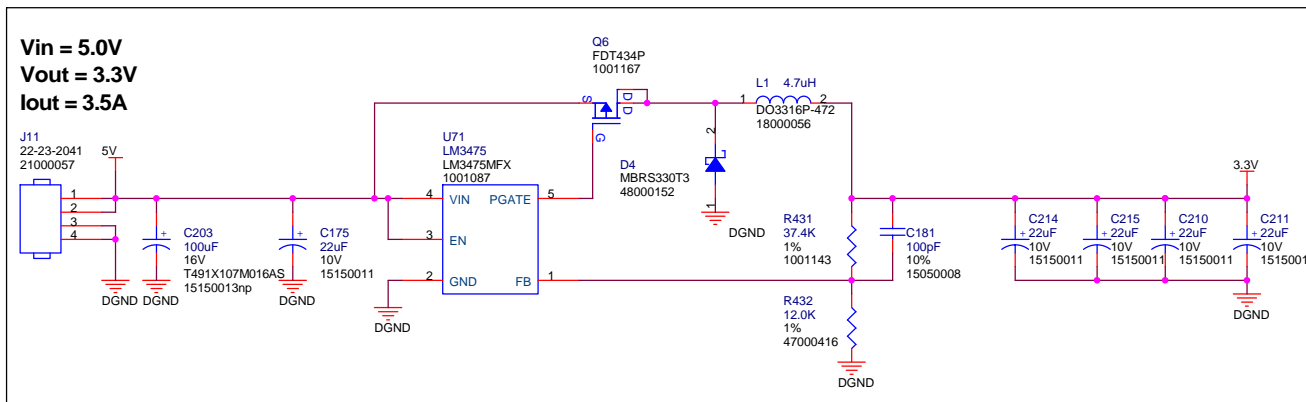 Vin = 5.0V
Vout = 3.3V
Iout = 3.5A
J11
22-23-2041
21000057
1
2
3
4
5V
DGND
DGND
C203
100uF
16V
T491X107M016AS
15150013np
C175
22uF
10V
15150011
DGND
U71
LM3475
LM3475MFX
1001087
4
VIN
PGATE
5
3
EN
2
GND
FB
1
DGND
Q6
FDT434P
1001167
S
D
D
G
L1 4.7uH
1
2
DO3316P-472
18000056
2
D4
MBRS330T3
48000152
1
DGND
R431
37.4K
1%
1001143
C181
100pF
10%
15050008
R432
12.0K
1%
47000416
DGND
3.3V
C214
22uF
10V
15150011
C215
22uF
10V
15150011
C210
22uF
10V
15150011
C211
22uF
10V
1515001
DGND